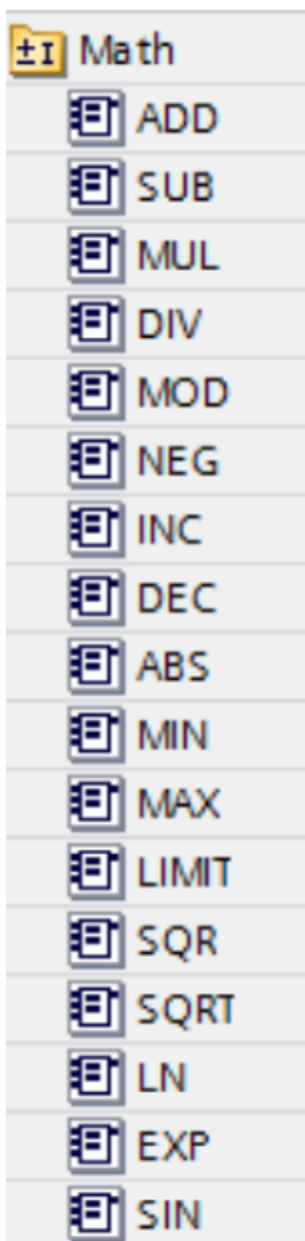 Math
ADD
SUB
MUL
DIV
MOD
NEG
INC
DEC
ABS
MIN
MAX
LIMIT
SQR
SQRT
LN
EXP
SIN